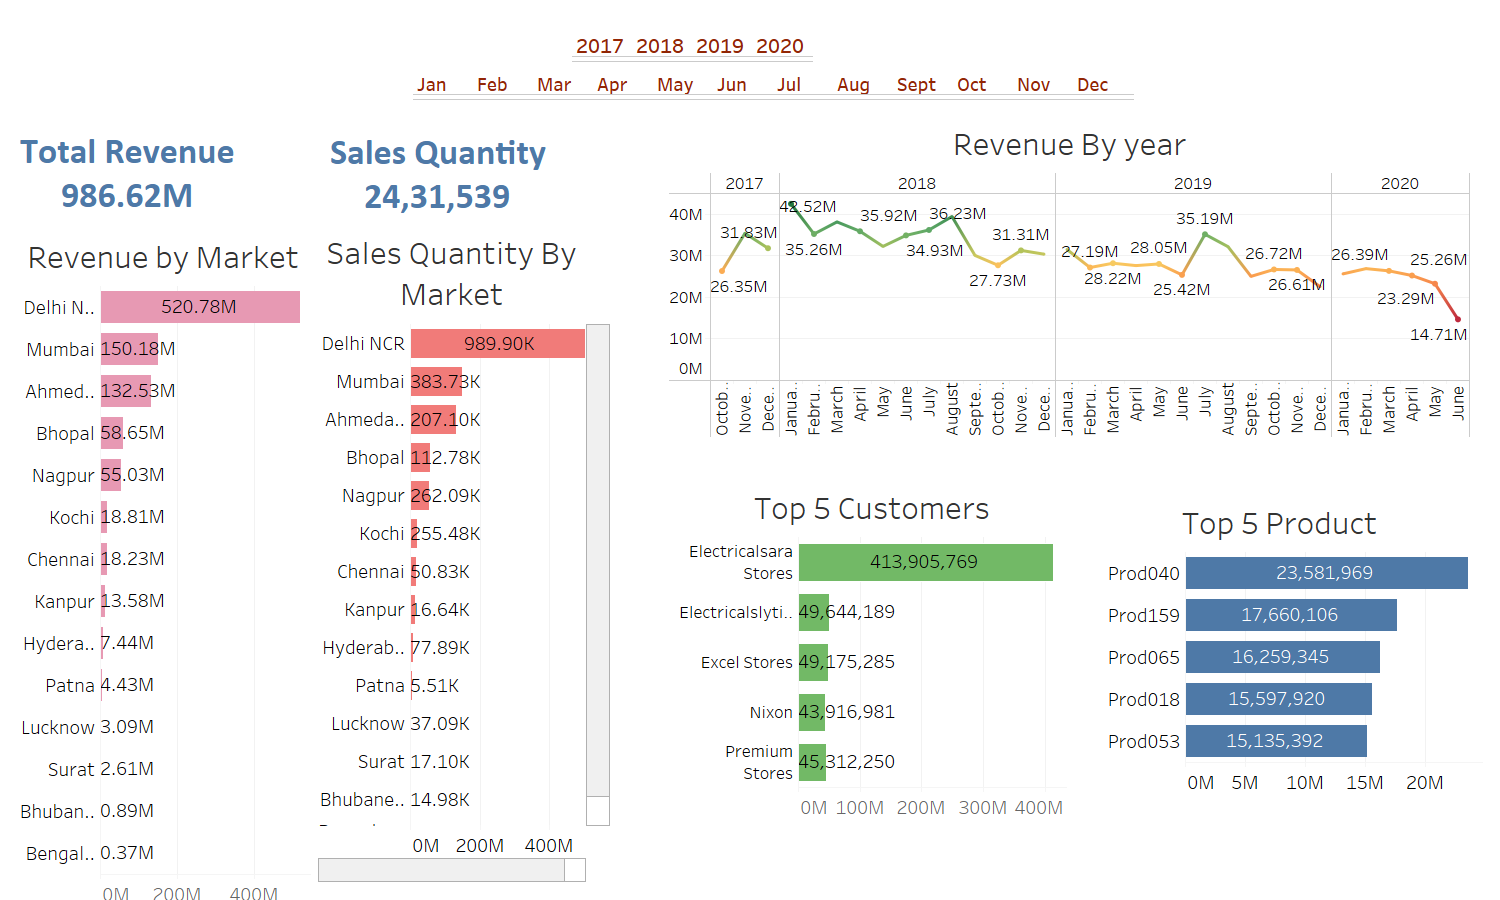 2017 2018 2019 2020
Jan Feb Mar Apr May Jun Jul Aug Sept Oct Nov Dec
Total Revenue
986.62M
Sales Quantity
24,31,539
Revenue by Market
Delhi N.. 520.78M
Mumbai 150.18M
Ahmed.. 132.53M
Bhopal 58.65M
Nagpur 55.03M
Kochi 18.81M
Chennai 18.23M
Kanpur 13.58M
Hydera.. 7.44M
Patna 4.43M
Lucknow 3.09M
Surat 2.61M
Bhuban.. 0.89M
Bengal.. 0.37M
0M 200M 400M
Sales Quantity By
Market
Delhi NCR 989.90K
Mumbai 383.73K
Ahmeda.. 207.10K
Bhopal 112.78K
Nagpur 262.09K
Kochi 255.48K
Chennai 50.83K
Kanpur 16.64K
Hyderab.. 77.89K
Patna 5.51K
Lucknow 37.09K
Surat 17.10K
Bhubane.. 14.98K
0M 200M 400M
Revenue By year
2017 2018 2019 2020
40M
30M
20M
10M
0M
26.35M 31.83M 42.52M 35.26M 35.92M 34.93M 36.23M 27.73M 31.31M 27.19M 28.22M 28.05M 25.42M 35.19M 26.72M 26.61M 26.39M 23.29M 25.26M 14.71M
Octob.. Nove.. Dece.. Janua.. Febru.. March April May June July August Septe.. Octob.. Nove.. Dece.. Janua.. Febru.. March April May June July August Septe.. Octob.. Nove.. Dece.. Janua.. Febru.. March April May June
Top 5 Customers
Electricalsara
Stores 413,905,769
Electricalslyti.. 49,644,189
Excel Stores 49,175,285
Nixon 43,916,981
Premium
Stores 45,312,250
0M 100M 200M 300M 400M
Top 5 Product
Prod040 23,581,969
Prod159 17,660,106
Prod065 16,259,345
Prod018 15,597,920
Prod053 15,135,392
0M 5M 10M 15M 20M